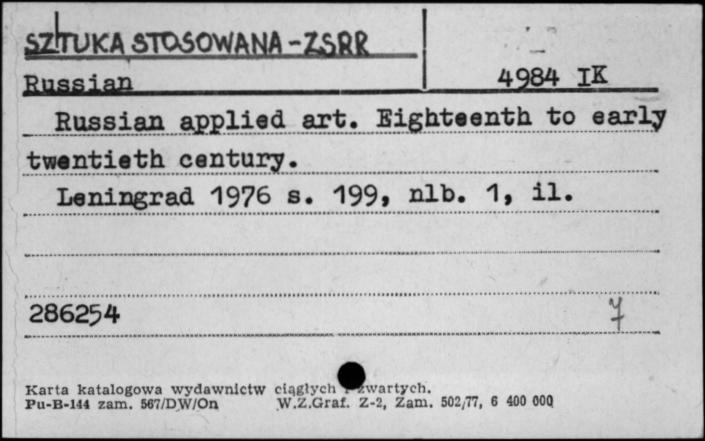 SZTUKA STOSOWANA - ZSRR
Russian 4984 IK
Russian applied art. Eighteenth to early
twentieth century.
Leningrad 1976 s. 199, nlb. 1, il.
286254 7
Karta katalogowa wydawnictw ciągłych i zwartych.
Pu-B-144 zam. 567/DW/On W.Z.Graf. Z-2, Zam. 502/77, 6 400 000